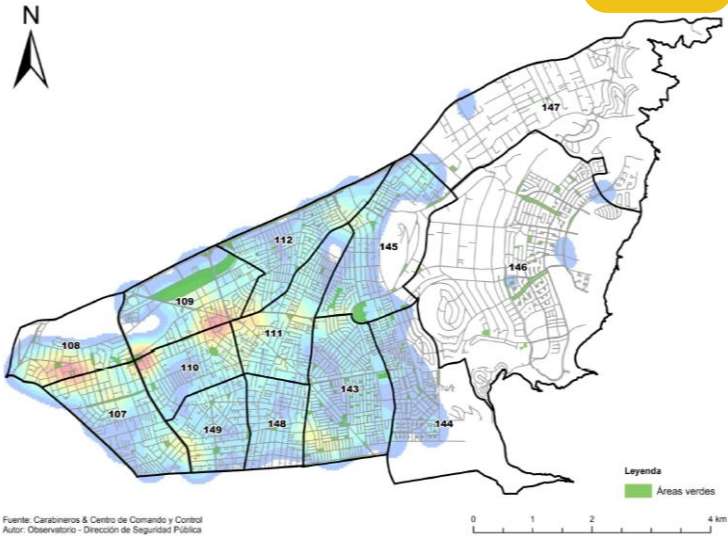 N
147
112
145
146
109
111
108
110
107
143
149
148
144
Leyenda
Áreas verdes
Fuente: Carabineros & Centro de Comando y Control
Autor: Observatorio - Dirección de Seguridad Pública
0 1 2 4 km